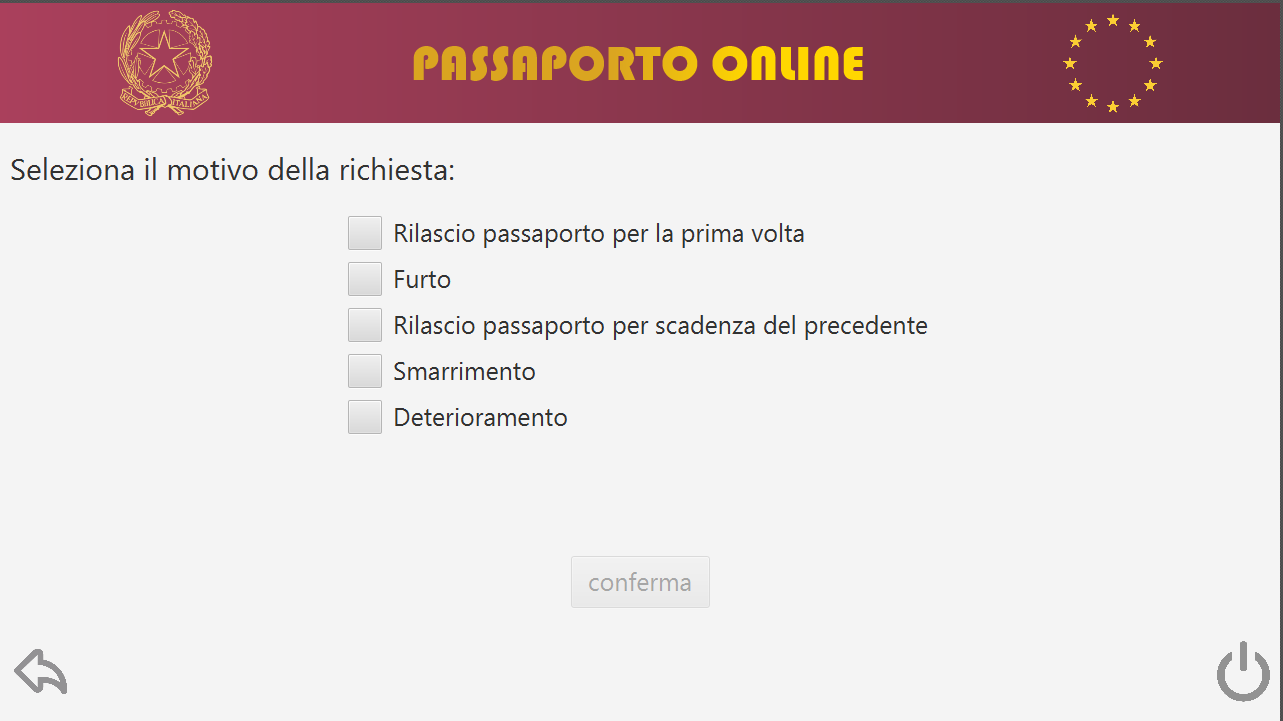 REPVBBLICA ITALIANA
PASSAPORTO ONLINE
Seleziona il motivo della richiesta:
Rilascio passaporto per la prima volta
Furto
Rilascio passaporto per scadenza del precedente
Smarrimento
Deterioramento
conferma